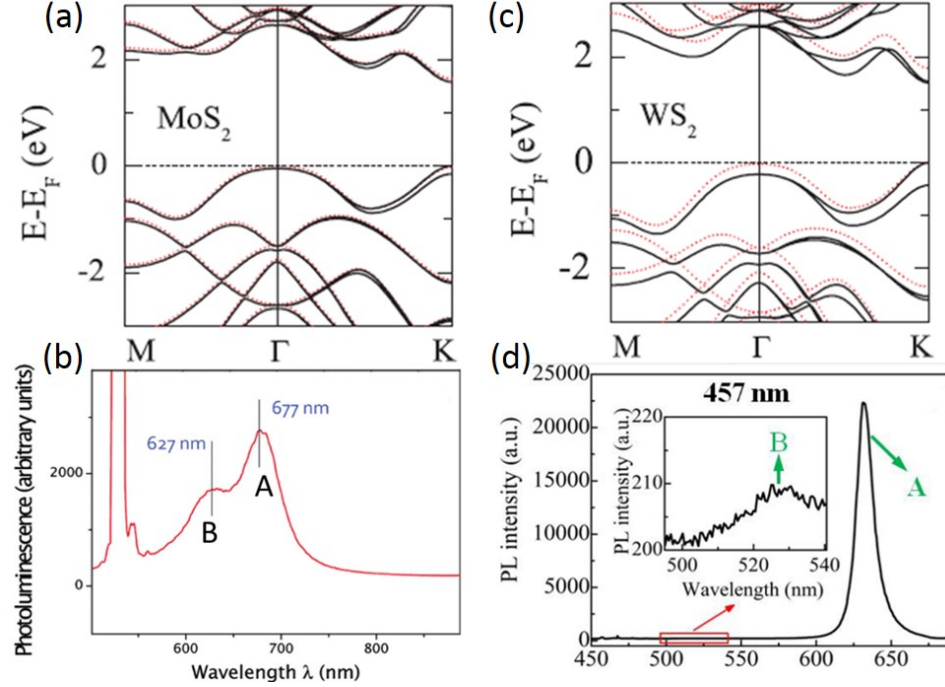 (a)
E-E_F (eV)
2
0
-2
MoS₂
M Γ K
(c)
E-E_F (eV)
2
0
-2
WS₂
M Γ K
(b)
Photoluminescence (arbitrary units)
2000
0
627 nm
677 nm
B
A
600 700 800
Wavelength λ (nm)
(d)
457 nm
PL intensity (a.u.)
25000
20000
15000
10000
5000
0
450 500 550 600 650
A
PL intensity (a.u.)
220
210
200
B
500 520 540
Wavelength (nm)